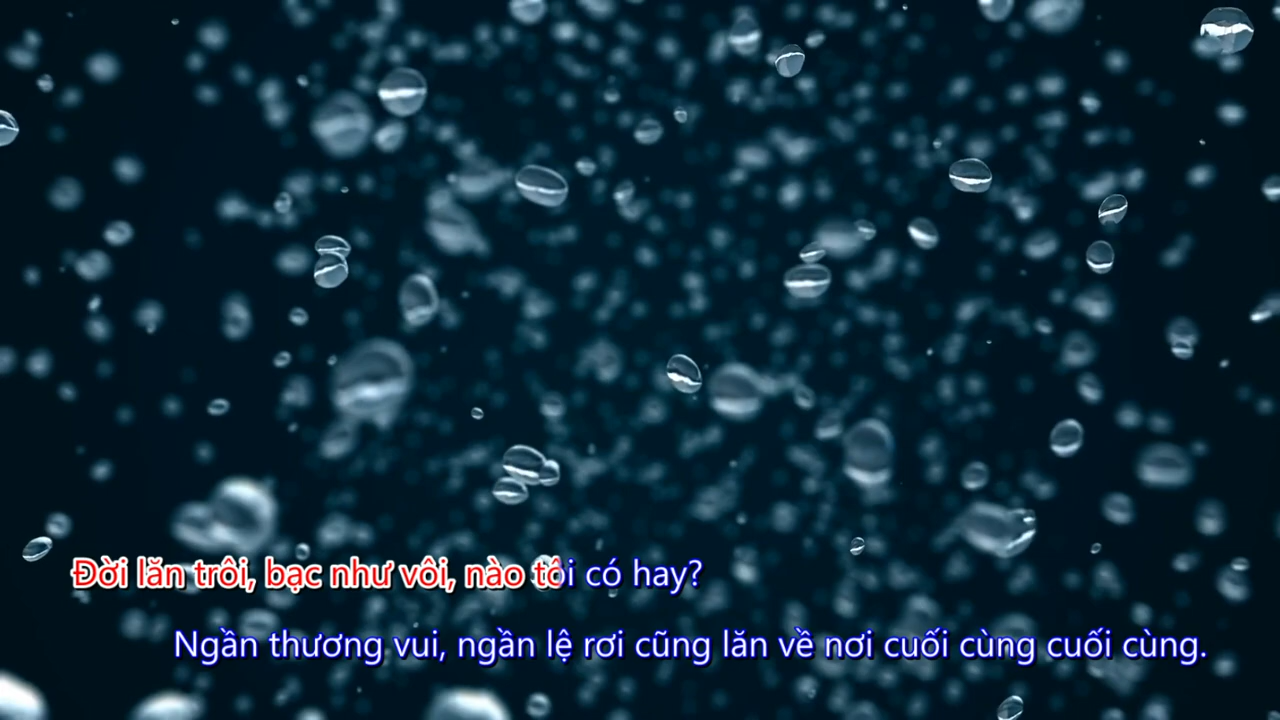 Đời lăn trôi, bạc như vôi, nào tôi có hay?
Ngần thương vui, ngần lệ rơi cũng lăn về nơi cuối cùng cuối cùng.